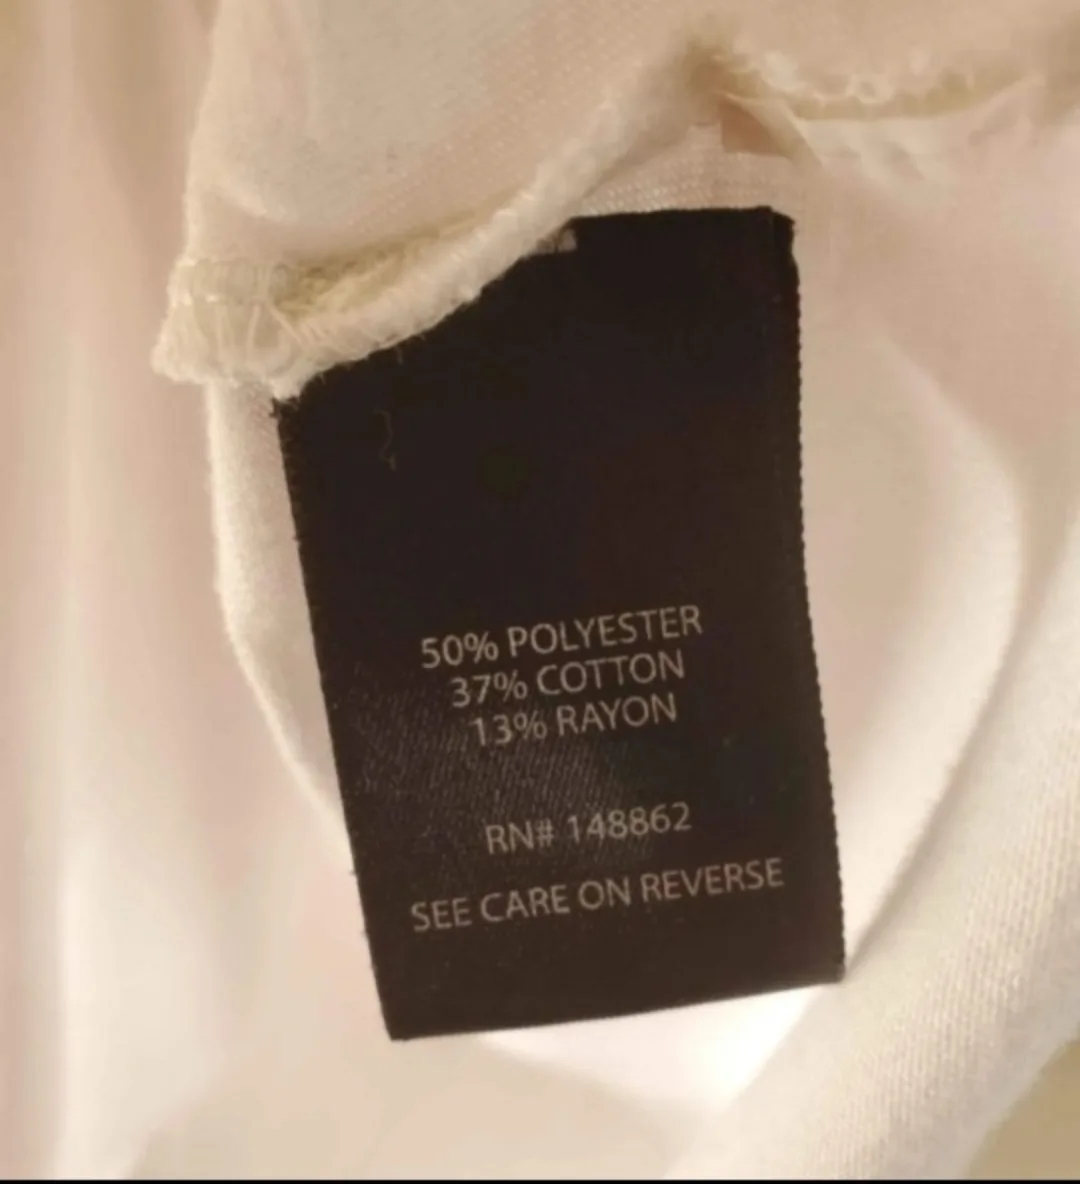 50% POLYESTER
37% COTTON
13% RAYON
RN# 148862
SEE CARE ON REVERSE